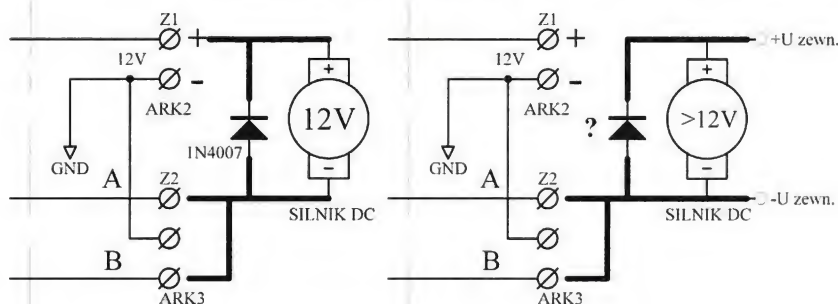 Z1
+
12V
-
ARK2
+
12V
GND
1N4007
A
Z2
-
SILNIK DC
B
ARK3
Z1
+
+U zewn.
12V
-
ARK2
+
>12V
?
GND
A
Z2
-
-U zewn.
SILNIK DC
B
ARK3